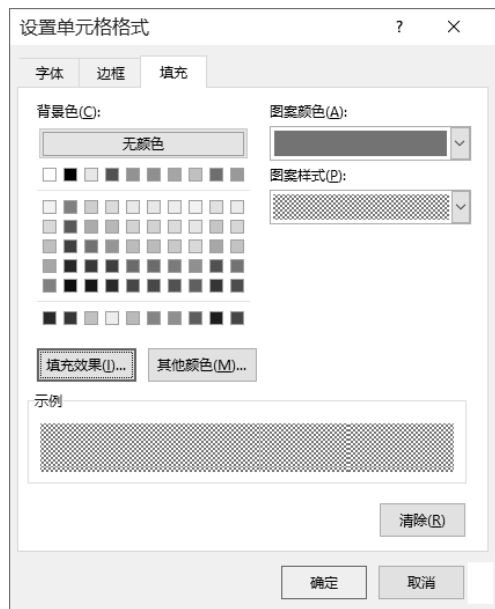 设置单元格格式 ? ×
字体 边框 填充
背景色(C): 图案颜色(A):
无颜色
图案样式(P):
填充效果(I)... 其他颜色(M)...
示例
清除(R)
确定 取消